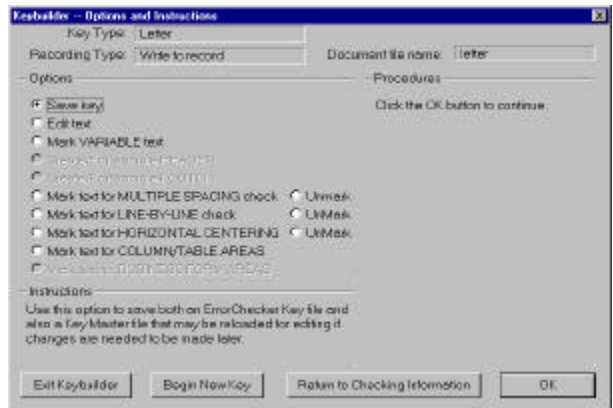 Keybuilder -- Options and Instructions
Key Type: Letter
Recording Type: Write to record
Document file name: letter
Options
Procedures
Save key
Click the OK button to continue.
Edit text
Mark VARIABLE text
Mark text for MULTIPLE SPACING check Unmark
Mark text for LINE-BY-LINE check UnMark
Mark text for HORIZONTAL CENTERING UnMark
Mark text for COLUMN/TABLE AREAS
Instructions
Use this option to save both an ErrorChecker Key file and
also a Key Master file that may be reloaded for editing if
changes are needed to be made later.
Exit Keybuilder
Begin New Key
Return to Checking Information
OK